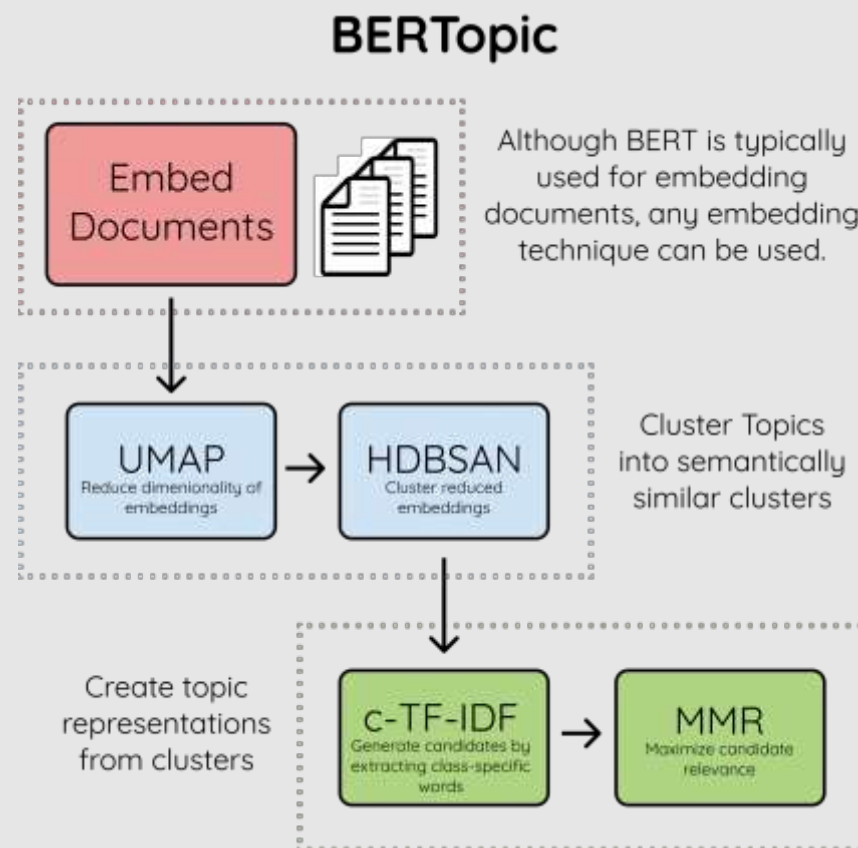 BERTopic
Embed
Documents
Although BERT is typically
used for embedding
documents, any embedding
technique can be used.
UMAP
Reduce dimenionality of
embeddings
HDBSAN
Cluster reduced
embeddings
Cluster Topics
into semantically
similar clusters
Create topic
representations
from clusters
c-TF-IDF
Generate candidates by
extracting class-specific
words
MMR
Maximize candidate
relevance